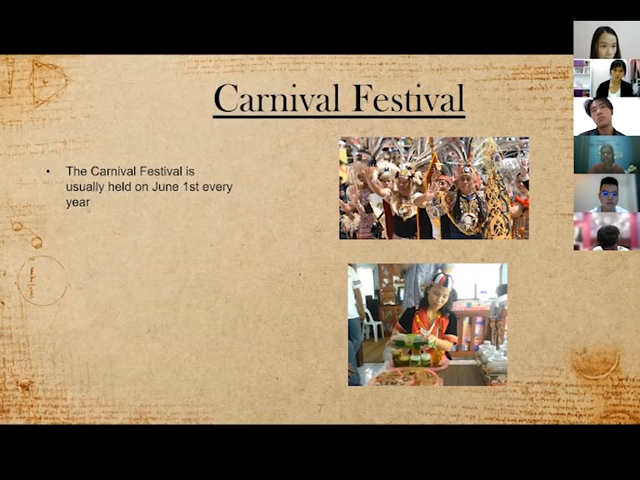 Carnival Festival
• The Carnival Festival is
usually held on June 1st every
year